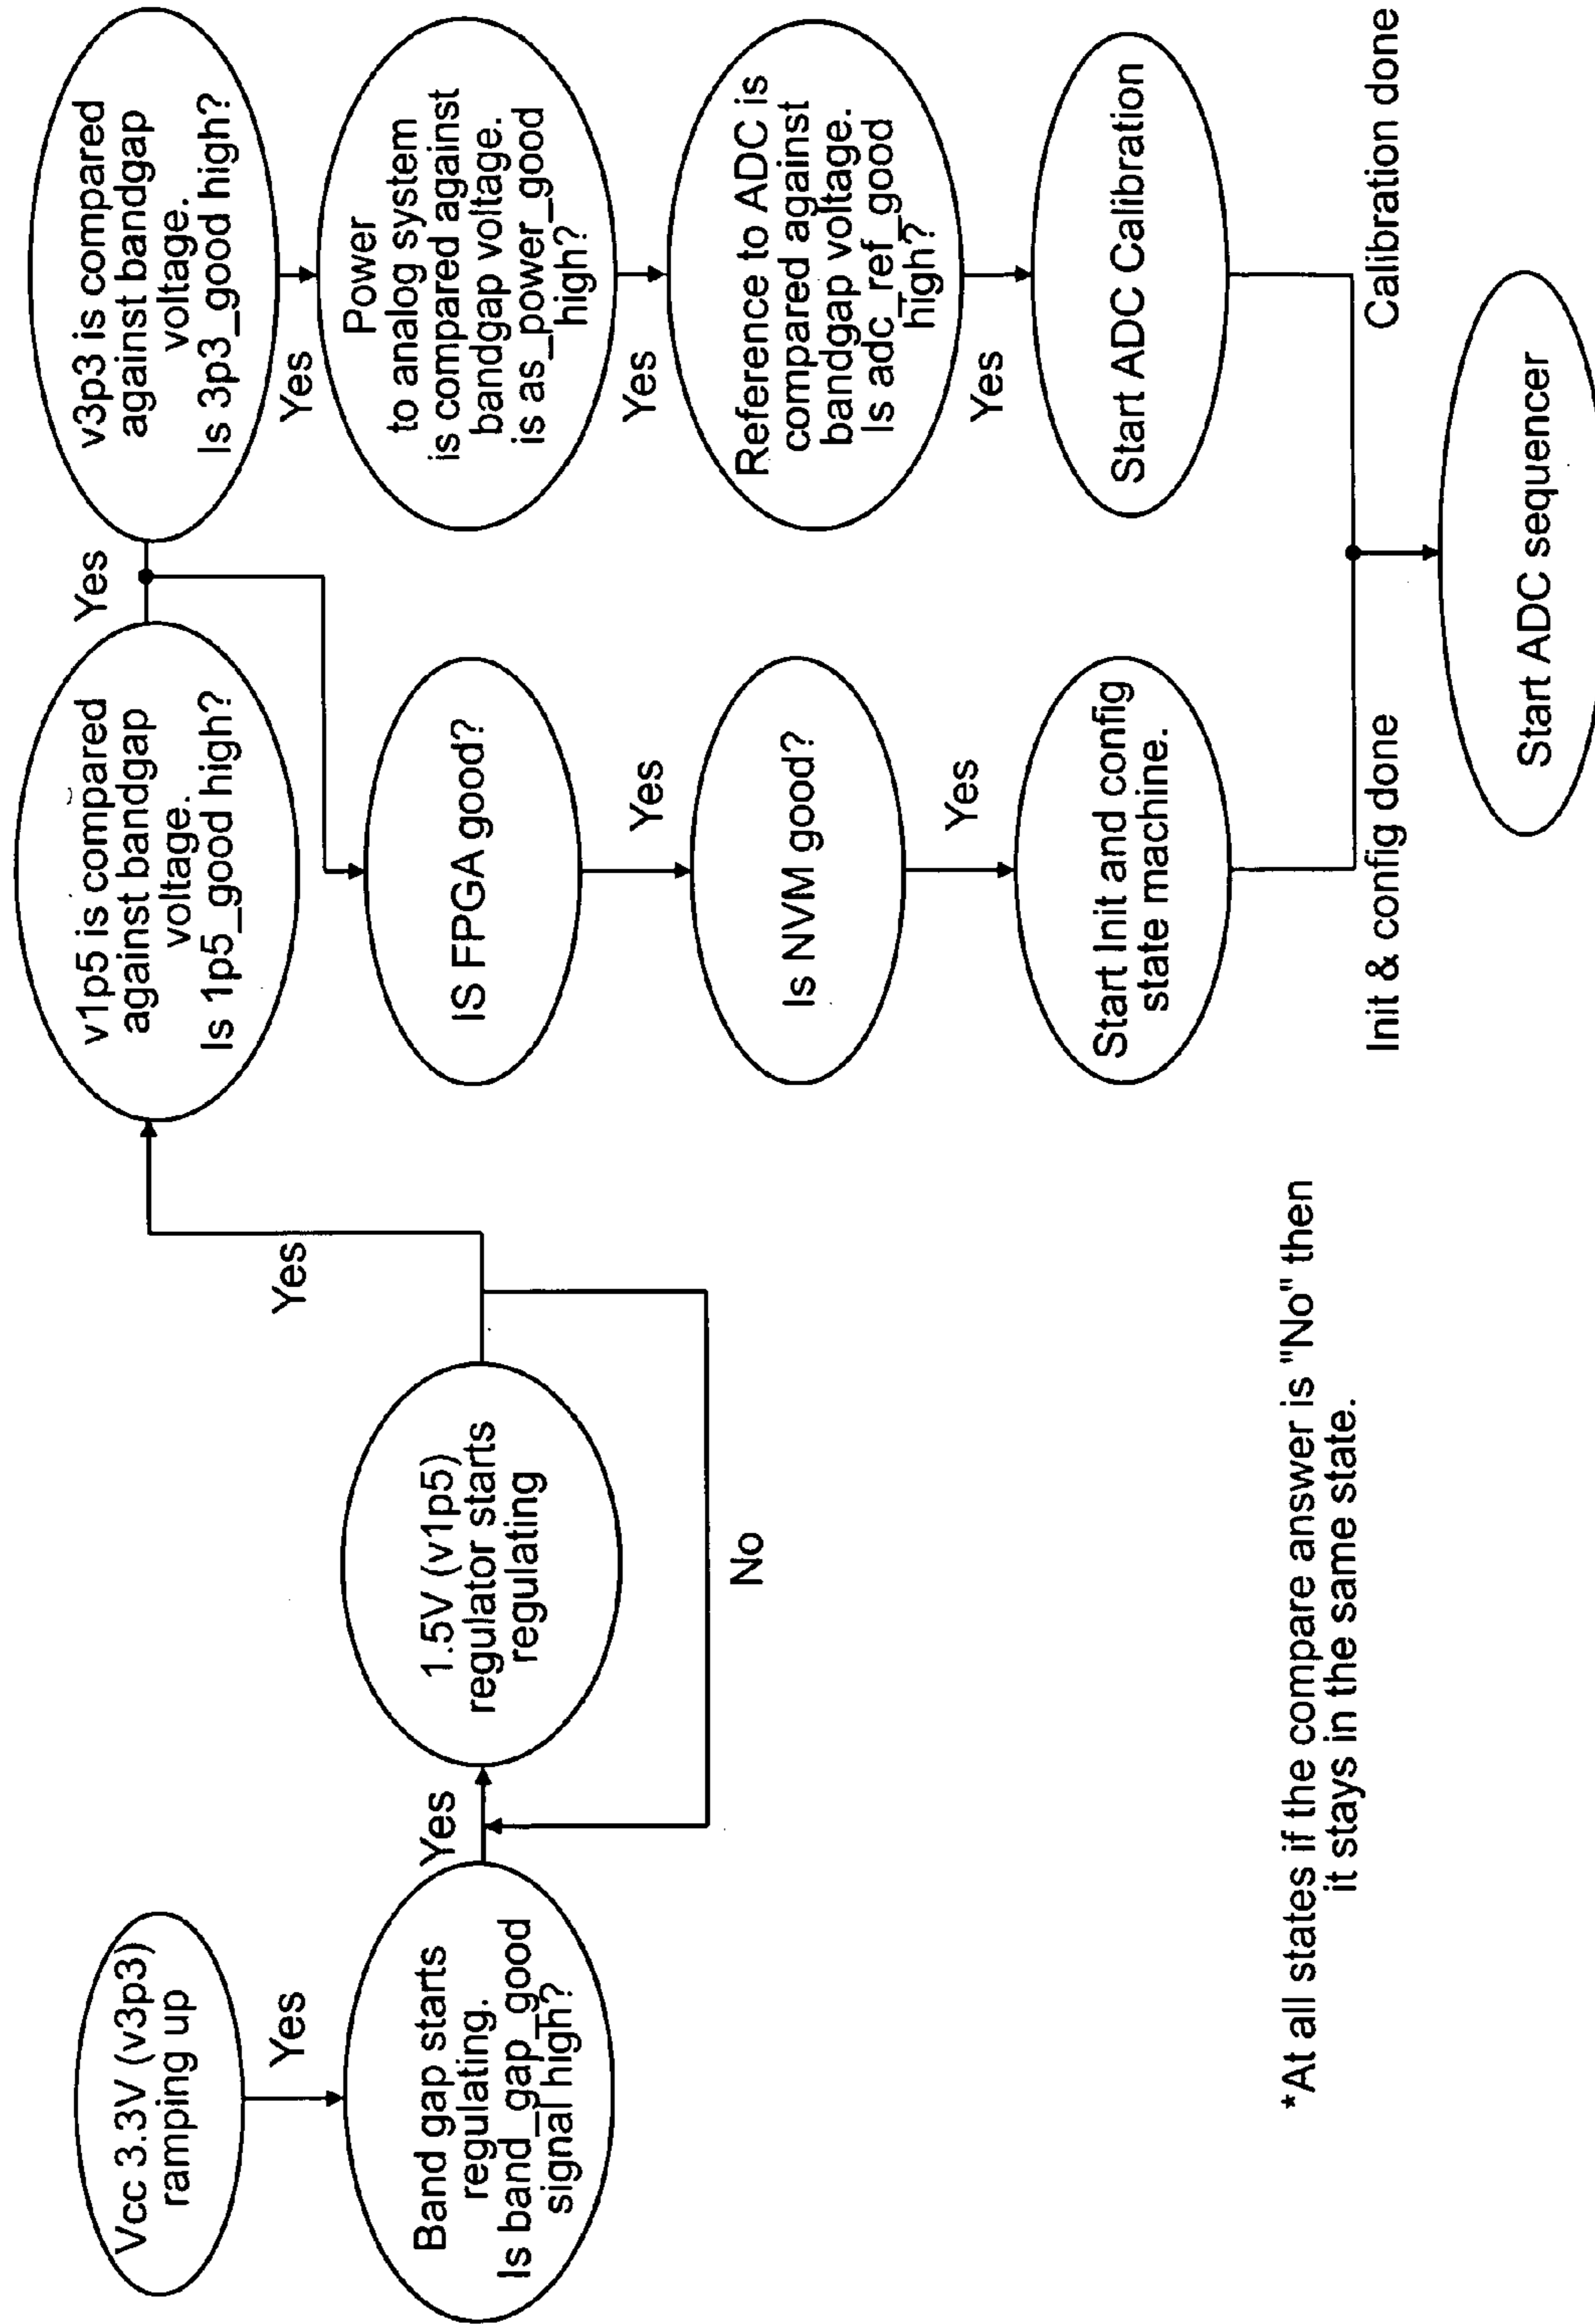 Vcc 3.3V (v3p3)
ramping up
Yes
Band gap starts
regulating.
Is band_gap_good
signal high?
Yes
1.5V (v1p5)
regulator starts
regulating
No
Yes
v1p5 is compared
against bandgap
voltage.
Is 1p5_good high?
Yes
IS FPGA good?
Yes
Is NVM good?
Yes
Start Init and config
state machine.
Init & config done
v3p3 is compared
against bandgap
voltage.
Is 3p3_good high?
Yes
Power
to analog system
is compared against
bandgap voltage.
is as_power_good
high?
Yes
Reference to ADC is
compared against
bandgap voltage.
Is adc_ref_good
high?
Yes
Start ADC Calibration
Calibration done
Start ADC sequencer
*At all states if the compare answer is "No" then
it stays in the same state.